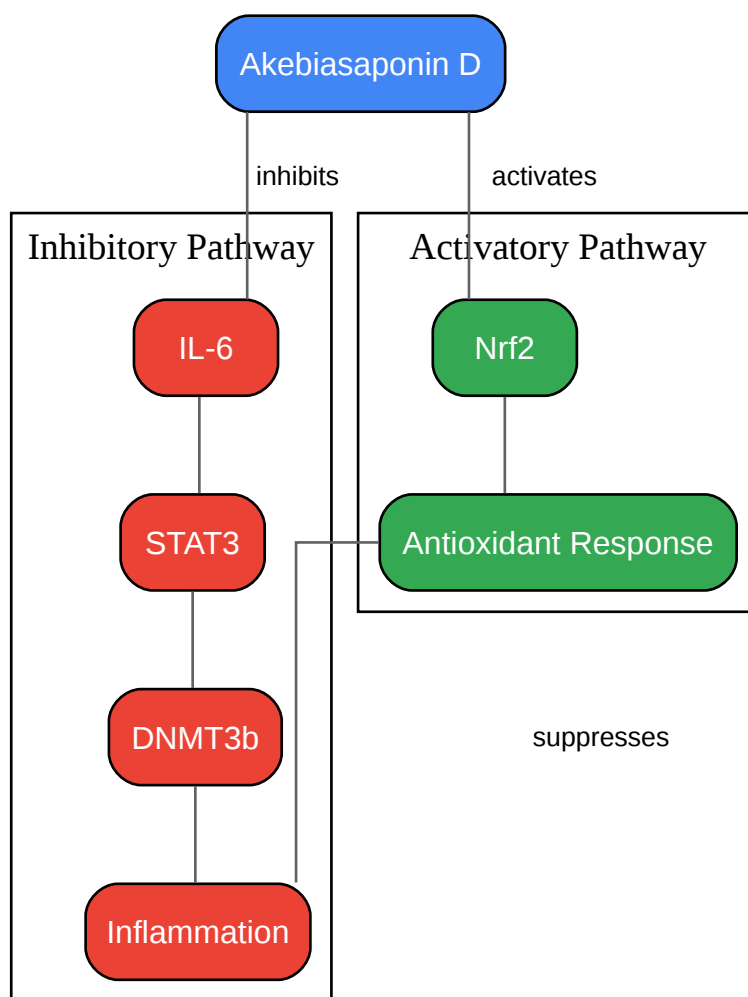 Akebiasaponin D
inhibits
activates
Inhibitory Pathway
Activatory Pathway
IL-6
Nrf2
STAT3
Antioxidant Response
DNMT3b
suppresses
Inflammation